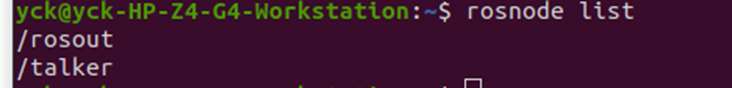 yck@yck-HP-Z4-G4-Workstation:~$ rosnode list
/rosout
/talker